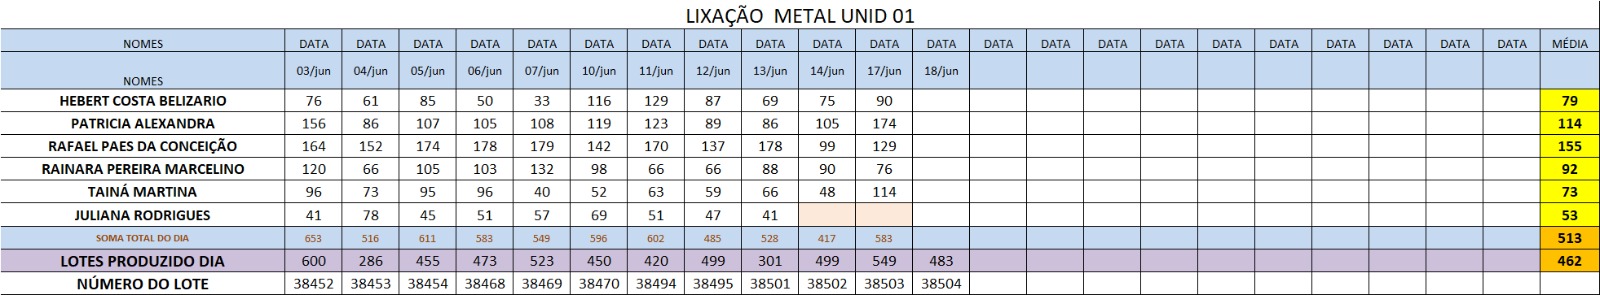 LIXAÇÃO METAL UNID 01
NOMES DATA DATA DATA DATA DATA DATA DATA DATA DATA DATA DATA DATA DATA DATA DATA DATA DATA DATA DATA DATA DATA DATA MÉDIA
NOMES 03/jun 04/jun 05/jun 06/jun 07/jun 10/jun 11/jun 12/jun 13/jun 14/jun 17/jun 18/jun
HEBERT COSTA BELIZARIO 76 61 85 50 33 116 129 87 69 75 90 79
PATRICIA ALEXANDRA 156 86 107 105 108 119 123 89 86 105 174 114
RAFAEL PAES DA CONCEIÇÃO 164 152 174 178 179 142 170 137 178 99 129 155
RAINARA PEREIRA MARCELINO 120 66 105 103 132 98 66 66 88 90 76 92
TAINÁ MARTINA 96 73 95 96 40 52 63 59 66 48 114 73
JULIANA RODRIGUES 41 78 45 51 57 69 51 47 41 53
SOMA TOTAL DO DIA 653 516 611 583 549 596 602 485 528 417 583 513
LOTES PRODUZIDO DIA 600 286 455 473 523 450 420 499 301 499 549 483 462
NÚMERO DO LOTE 38452 38453 38454 38468 38469 38470 38494 38495 38501 38502 38503 38504